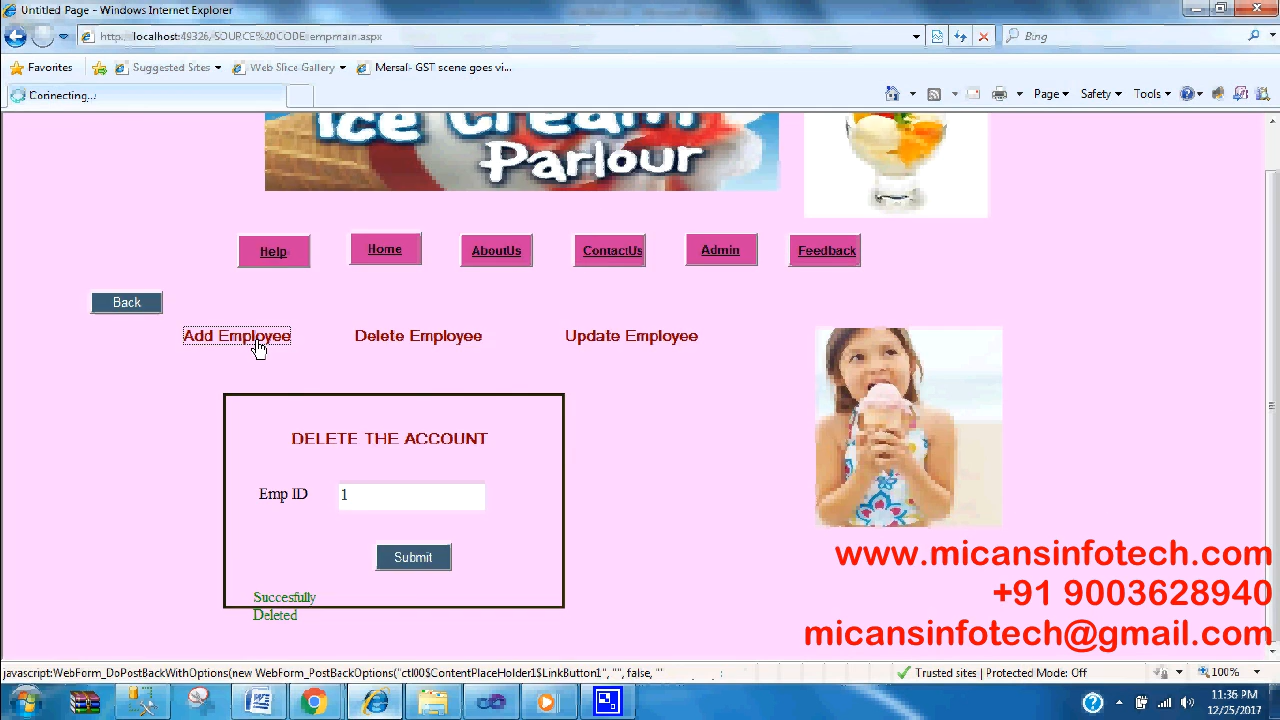 Untitled Page - Windows Internet Explorer
http://localhost:49326/SOURCE%20CODE/empmain.aspx
Bing
Favorites
Suggested Sites
Web Slice Gallery
Mersal- GST scene goes vi...
Connecting...
Page
Safety
Tools
Ice Cream
Parlour
Help
Home
AboutUs
ContactUs
Admin
Feedback
Back
Add Employee
Delete Employee
Update Employee
DELETE THE ACCOUNT
Emp ID
1
Submit
Succesfully
Deleted
www.micansinfotech.com
+91 9003628940
micansinfotech@gmail.com
javascript:WebForm_DoPostBackWithOptions(new WebForm_PostBackOptions("ctl00$ContentPlaceHolder1$LinkButton1", "", false, ""
Trusted sites | Protected Mode: Off
100%
11:36 PM
12/25/2017